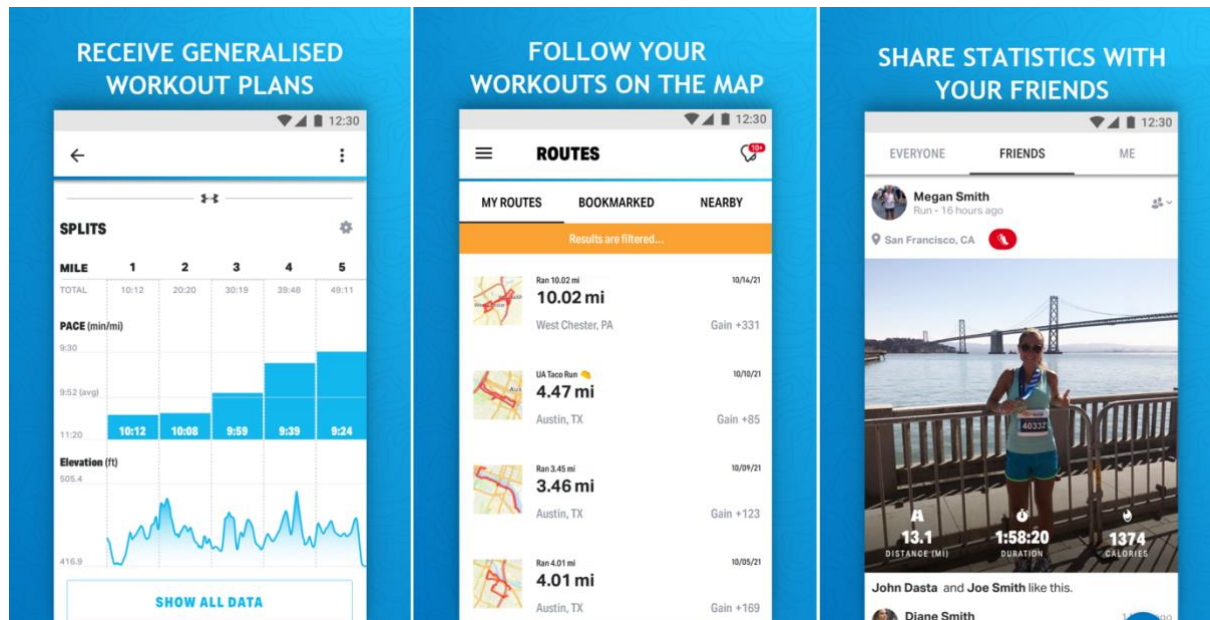 RECEIVE GENERALISED
WORKOUT PLANS
12:30
SPLITS
MILE 1 2 3 4 5
TOTAL 10:12 20:20 30:19 39:48 49:11
PACE (min/mi)
9:30
9:52 (avg)
11:20 10:12 10:08 9:59 9:39 9:24
Elevation (ft)
505.4
416.9
SHOW ALL DATA
FOLLOW YOUR
WORKOUTS ON THE MAP
12:30
ROUTES 10+
MY ROUTES BOOKMARKED NEARBY
Results are filtered...
Ran 10.02 mi 10/14/21
10.02 mi
West Chester, PA Gain +331
UA Taco Run 10/10/21
4.47 mi
Austin, TX Gain +85
Ran 3.45 mi 10/09/21
3.46 mi
Austin, TX Gain +123
Ran 4.01 mi 10/05/21
4.01 mi
Austin, TX Gain +169
SHARE STATISTICS WITH
YOUR FRIENDS
12:30
EVERYONE FRIENDS ME
Megan Smith
Run - 16 hours ago
San Francisco, CA
40332
13.1 1:58:20 1374
DISTANCE (MI) DURATION CALORIES
John Dasta and Joe Smith like this.
Diane Smith